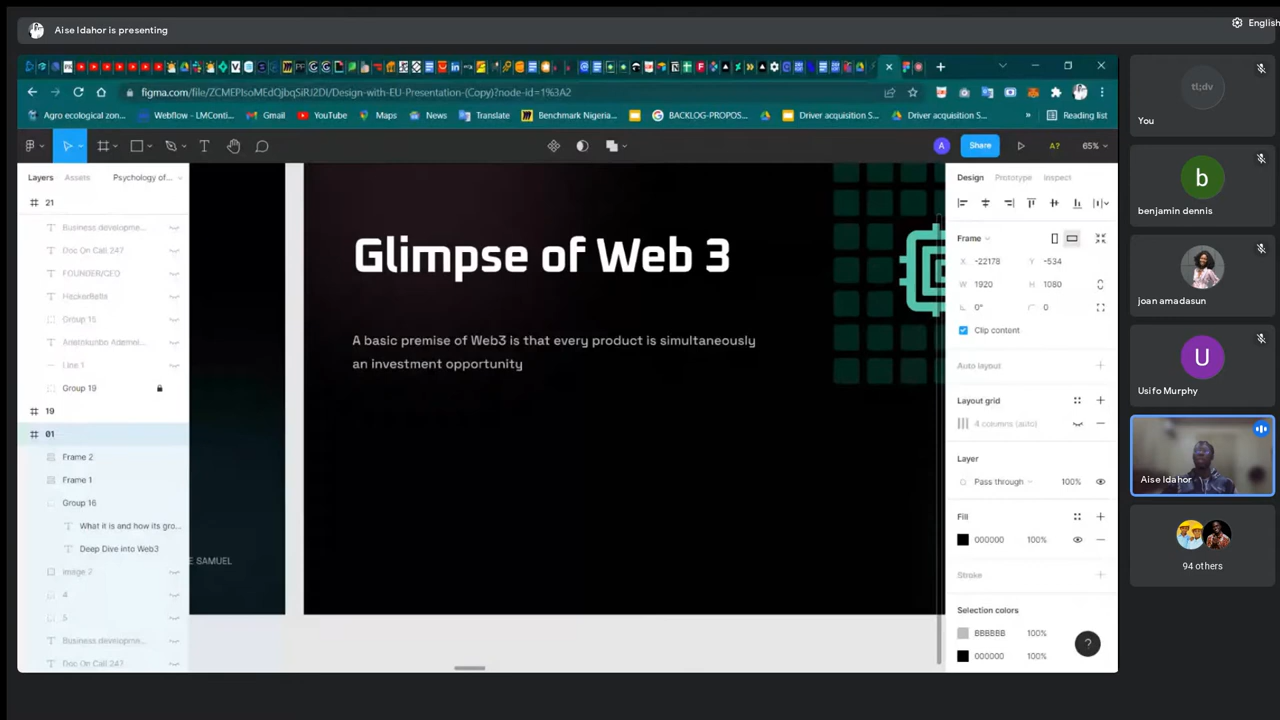 Aise Idahor is presenting
English
figma.com/file/ZCMEPIsoMEdQjbqSiRJ2DI/Design-with-EU-Presentation-(Copy)?node-id=1%3A2
Agro ecological zon...
Webflow - LMConti...
Gmail
YouTube
Maps
News
Translate
Benchmark Nigeria...
BACKLOG-PROPOS...
Driver acquisition S...
Driver acquisition S...
»
Reading list
A
Share
A?
65%
Layers
Assets
Psychology of...
21
Business developme...
Doc On Call 247
FOUNDER/CEO
HeckerBella
Group 15
Line 1
Group 19
19
01
Frame 2
Frame 1
Group 16
What it is and how its gro...
Deep Dive into Web3
image 2
4
5
Business developme...
Doc On Call 247
E SAMUEL
Glimpse of Web 3
A basic premise of Web3 is that every product is simultaneously
an investment opportunity
Design
Prototype
Inspect
Frame
X -22178
Y -534
W 1920
H 1080
0°
0
Clip content
Auto layout
Layout grid
4 columns (auto)
Layer
Pass through
100%
Fill
000000
100%
Stroke
Selection colors
BBBBBB
100%
000000
100%
?
tl;dv
You
b
benjamin dennis
joan amadasun
U
Usifo Murphy
Aise Idahor
94 others